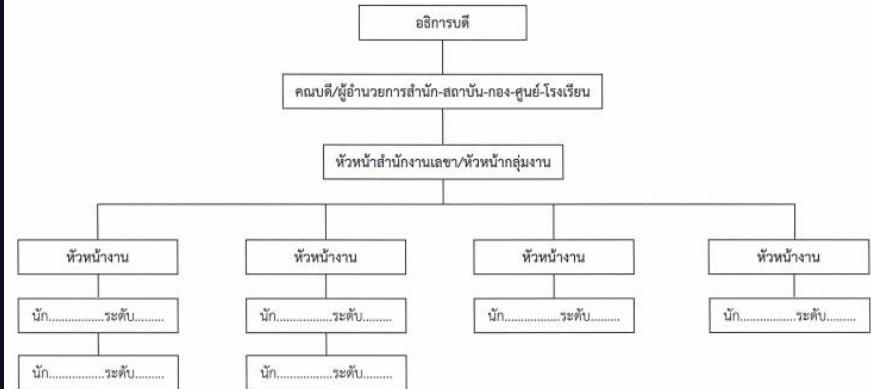 อธิการบดี
คณบดี/ผู้อำนวยการสำนัก-สถาบัน-กอง-ศูนย์-โรงเรียน
หัวหน้าสำนักงานเลขา/หัวหน้ากลุ่มงาน
หัวหน้างาน หัวหน้างาน หัวหน้างาน หัวหน้างาน
นัก................ระดับ......... นัก................ระดับ......... นัก................ระดับ......... นัก................ระดับ.........
นัก................ระดับ......... นัก................ระดับ.........